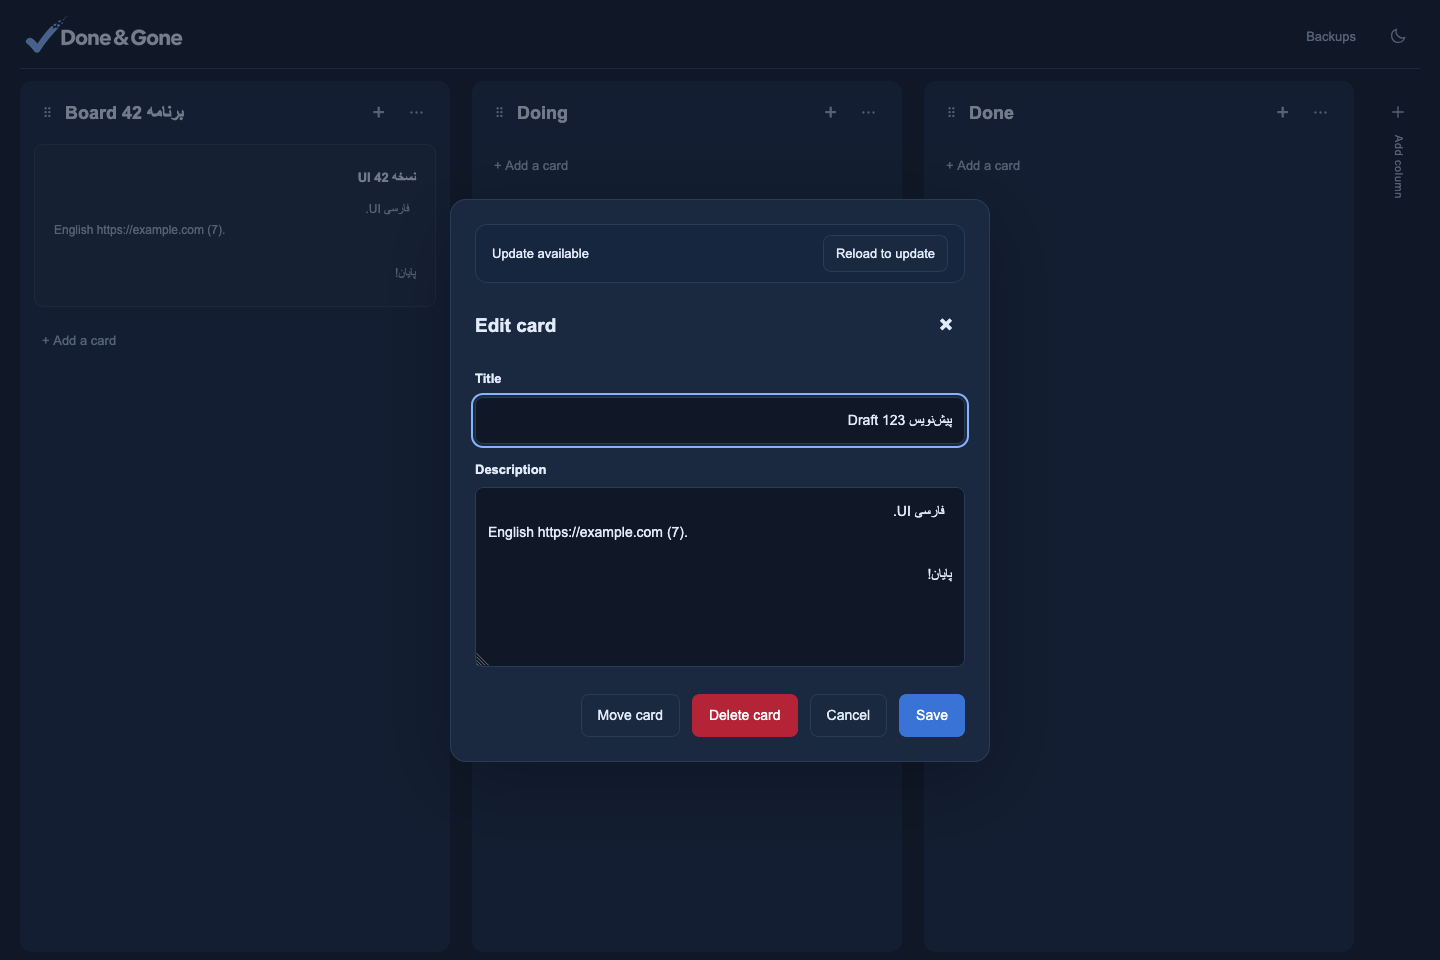 Done & Gone
Backups
Board 42 برنامه
نسخه 42 UI
فارسی UI.
English https://example.com (7).
پایان!
+ Add a card
Doing
+ Add a card
Done
+ Add a card
Add column
Update available
Reload to update
Edit card
Title
پیش‌نویس Draft 123
Description
فارسی UI.
English https://example.com (7).
پایان!
Move card
Delete card
Cancel
Save